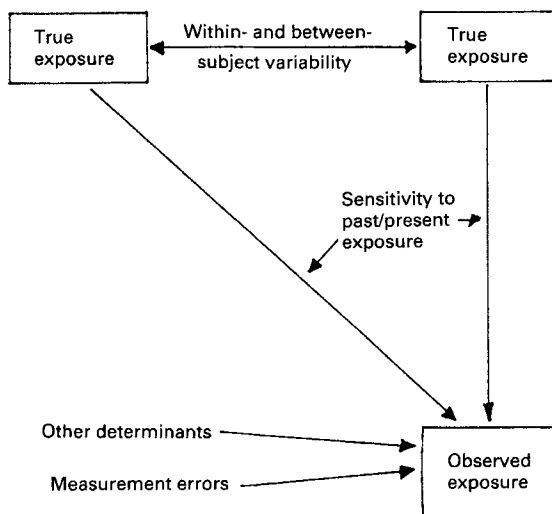 True
exposure
Within- and between-
subject variability
True
exposure
Sensitivity to
past/present
exposure
Other determinants
Measurement errors
Observed
exposure